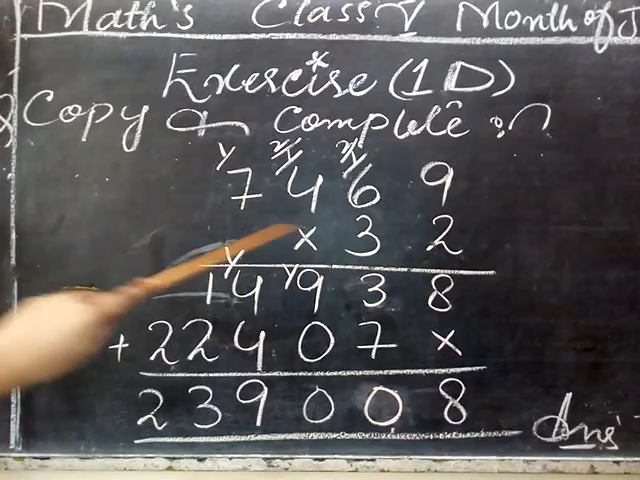 Math's Class V Month of J
Exercise (1D)
Copy Complete :-
7 4 6 9
x 3 2
1 4 9 3 8
+ 2 2 4 0 7 x
2 3 9 0 0 8 Ans